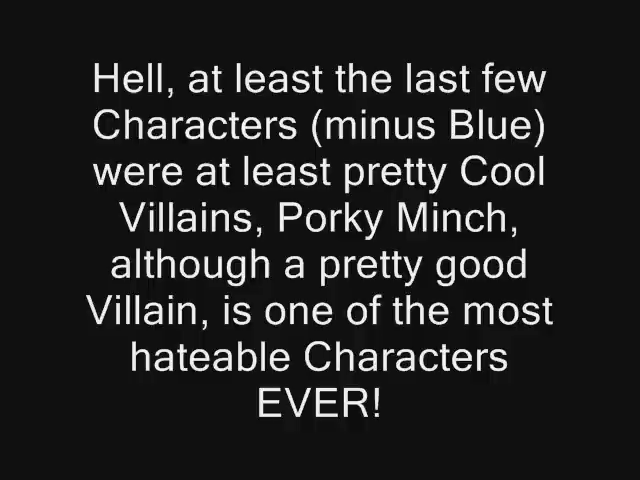 Hell, at least the last few
Characters (minus Blue)
were at least pretty Cool
Villains, Porky Minch,
although a pretty good
Villain, is one of the most
hateable Characters
EVER!